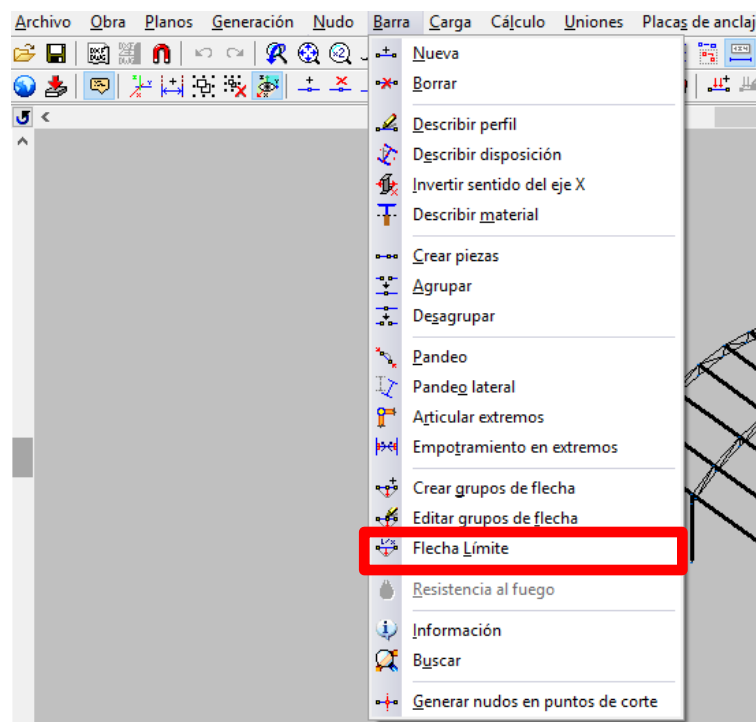 Archivo Obra Planos Generación Nudo Barra Carga Cálculo Uniones Placas de anclaj
Nueva
Borrar
Describir perfil
Describir disposición
Invertir sentido del eje X
Describir material
Crear piezas
Agrupar
Desagrupar
Pandeo
Pandeo lateral
Articular extremos
Empotramiento en extremos
Crear grupos de flecha
Editar grupos de flecha
Flecha Límite
Resistencia al fuego
Información
Buscar
Generar nudos en puntos de corte